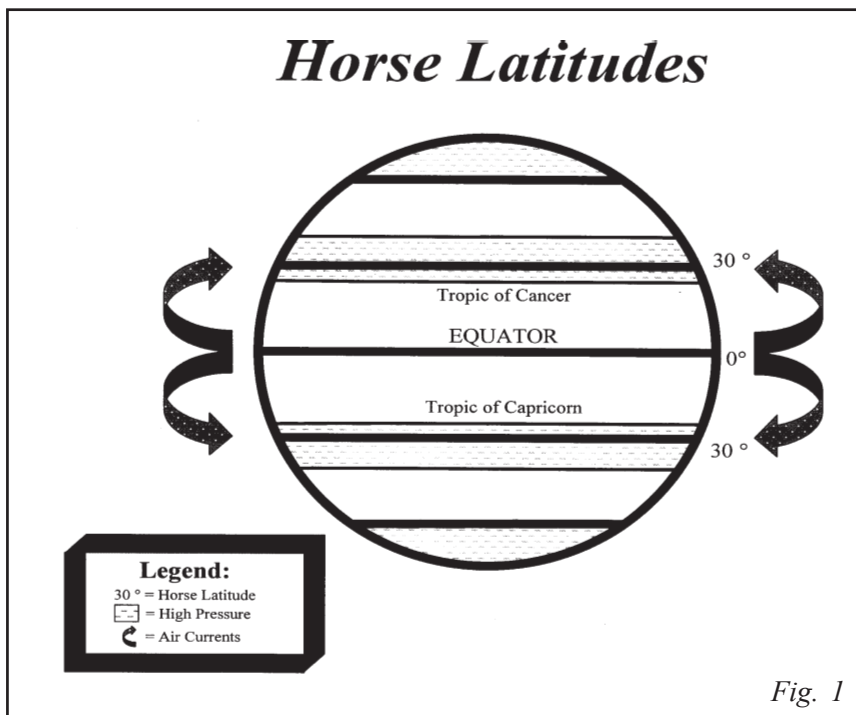 Horse Latitudes
30 °
Tropic of Cancer
EQUATOR
0°
Tropic of Capricorn
30 °
Legend:
30 ° = Horse Latitude
= High Pressure
= Air Currents
Fig. 1